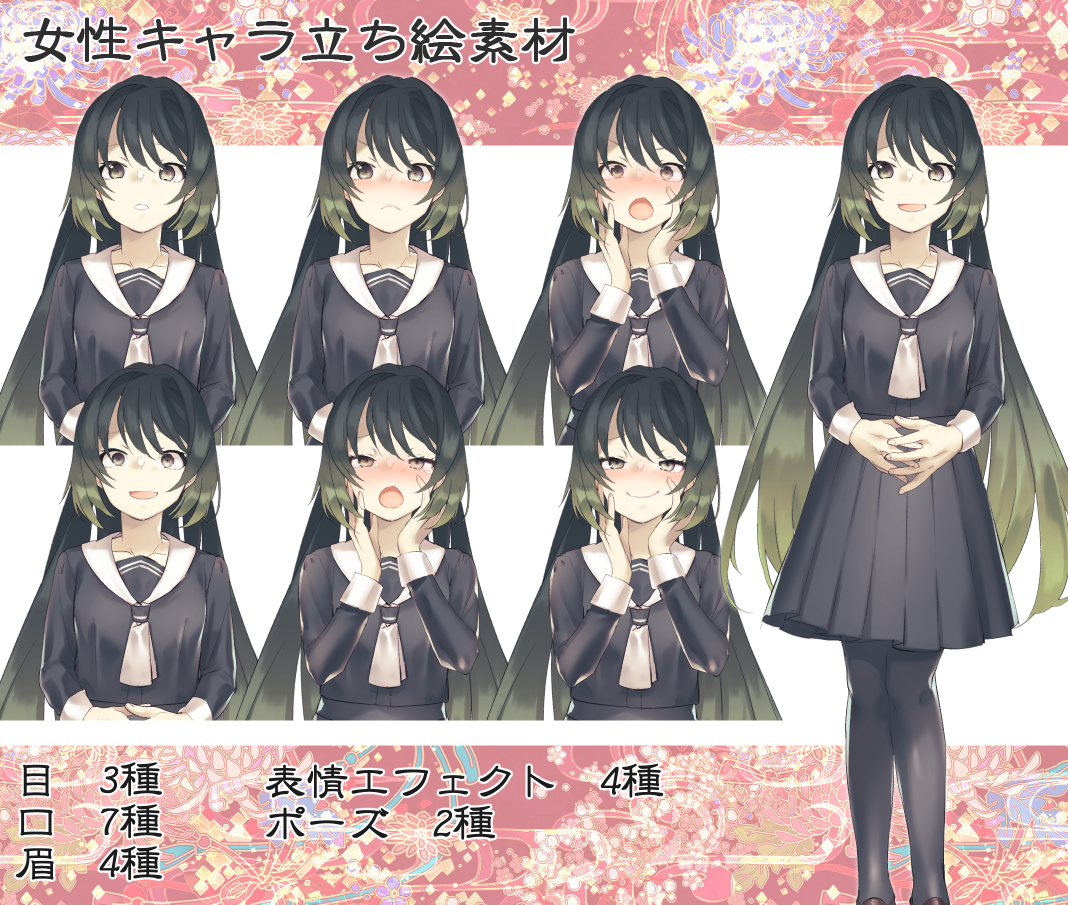 女性キャラ立ち絵素材
目　3種
口　7種
眉　4種
表情エフェクト　4種
ポーズ　2種